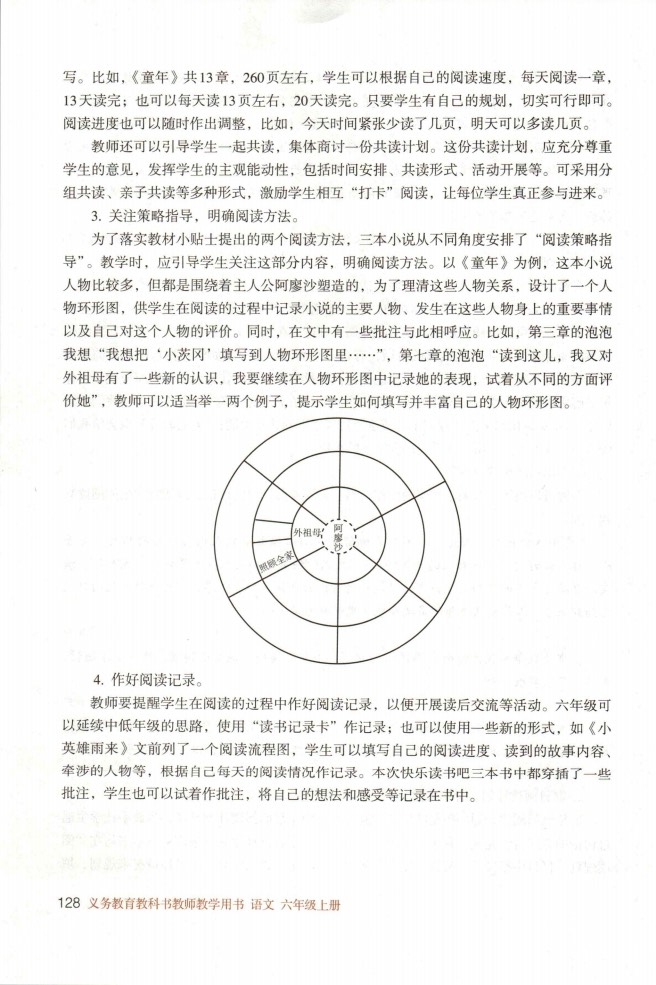 写。比如，《童年》共13章，260页左右，学生可以根据自己的阅读速度，每天阅读一章，
13天读完；也可以每天读13页左右，20天读完。只要学生有自己的规划，切实可行即可。
阅读进度也可以随时作出调整，比如，今天时间紧张少读了几页，明天可以多读几页。
教师还可以引导学生一起共读，集体商讨一份共读计划。这份共读计划，应充分尊重
学生的意见，发挥学生的主观能动性，包括时间安排、共读形式、活动开展等。可采用分
组共读、亲子共读等多种形式，激励学生相互“打卡”阅读，让每位学生真正参与进来。
3. 关注策略指导，明确阅读方法。
为了落实教材小贴士提出的两个阅读方法，三本小说从不同角度安排了“阅读策略指
导”。教学时，应引导学生关注这部分内容，明确阅读方法。以《童年》为例，这本小说
人物比较多，但都是围绕着主人公阿廖沙塑造的，为了理清这些人物关系，设计了一个人
物环形图，供学生在阅读的过程中记录小说的主要人物、发生在这些人物身上的重要事情
以及自己对这个人物的评价。同时，在文中有一些批注与此相呼应。比如，第三章的泡泡
我想“我想把‘小茨冈’填写到人物环形图里……”，第七章的泡泡“读到这儿，我又对
外祖母有了一些新的认识，我要继续在人物环形图中记录她的表现，试着从不同的方面评
价她”，教师可以适当举一两个例子，提示学生如何填写并丰富自己的人物环形图。
外祖母
阿廖沙
照顾全家
4. 作好阅读记录。
教师要提醒学生在阅读的过程中作好阅读记录，以便开展读后交流等活动。六年级可
以延续中低年级的思路，使用“读书记录卡”作记录；也可以使用一些新的形式，如《小
英雄雨来》文前列了一个阅读流程图，学生可以填写自己的阅读进度、读到的故事内容、
牵涉的人物等，根据自己每天的阅读情况作记录。本次快乐读书吧三本书中都穿插了一些
批注，学生也可以试着作批注，将自己的想法和感受等记录在书中。
128 义务教育教科书教师教学用书 语文 六年级上册